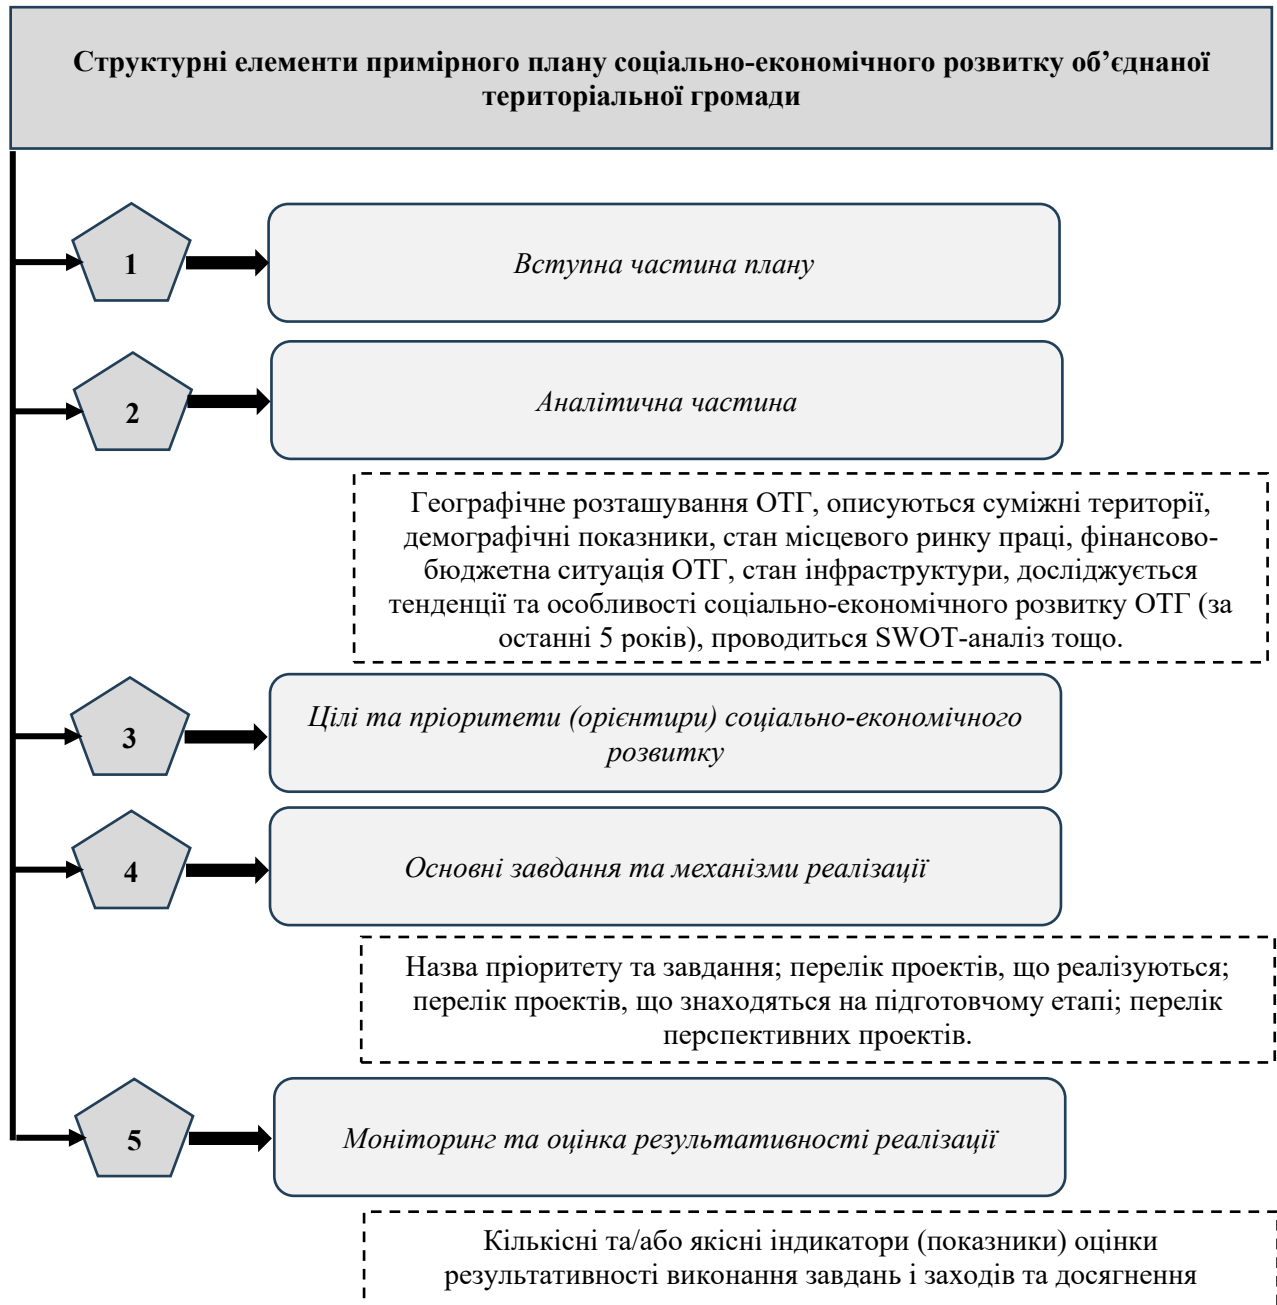 Структурні елементи примірного плану соціально-економічного розвитку об’єднаної
територіальної громади
1
Вступна частина плану
2
Аналітична частина
Географічне розташування ОТГ, описуються суміжні території,
демографічні показники, стан місцевого ринку праці, фінансово-
бюджетна ситуація ОТГ, стан інфраструктури, досліджується
тенденції та особливості соціально-економічного розвитку ОТГ (за
останні 5 років), проводиться SWOT-аналіз тощо.
3
Цілі та пріоритети (орієнтири) соціально-економічного
розвитку
4
Основні завдання та механізми реалізації
Назва пріоритету та завдання; перелік проектів, що реалізуються;
перелік проектів, що знаходяться на підготовчому етапі; перелік
перспективних проектів.
5
Моніторинг та оцінка результативності реалізації
Кількісні та/або якісні індикатори (показники) оцінки
результативності виконання завдань і заходів та досягнення